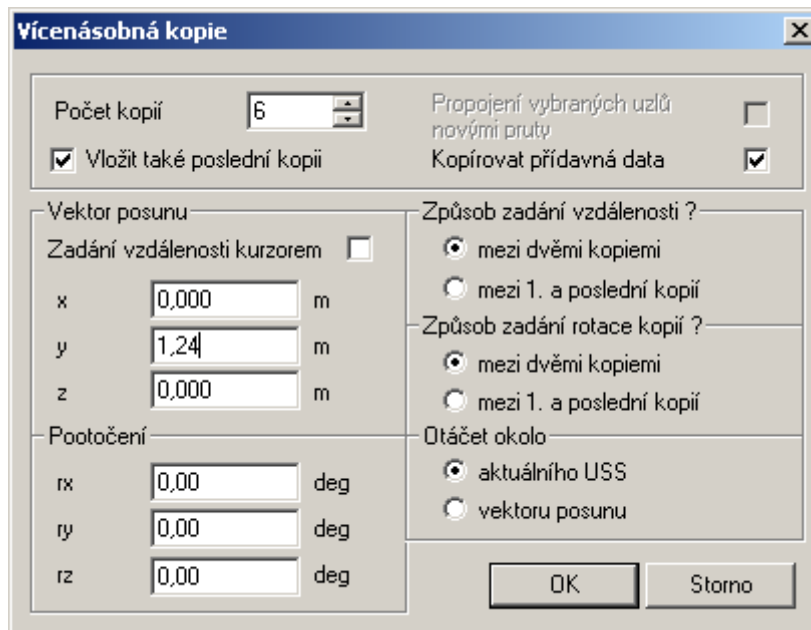 Vícenásobná kopie
Počet kopií 6
Propojení vybraných uzlů
novými pruty
Vložit také poslední kopii
Kopírovat přídavná data
Vektor posunu
Zadání vzdálenosti kurzorem
x 0,000 m
y 1,24 m
z 0,000 m
Pootočení
rx 0,00 deg
ry 0,00 deg
rz 0,00 deg
Způsob zadání vzdálenosti ?
mezi dvěmi kopiemi
mezi 1. a poslední kopií
Způsob zadání rotace kopií ?
mezi dvěmi kopiemi
mezi 1. a poslední kopií
Otáčet okolo
aktuálního USS
vektoru posunu
OK
Storno